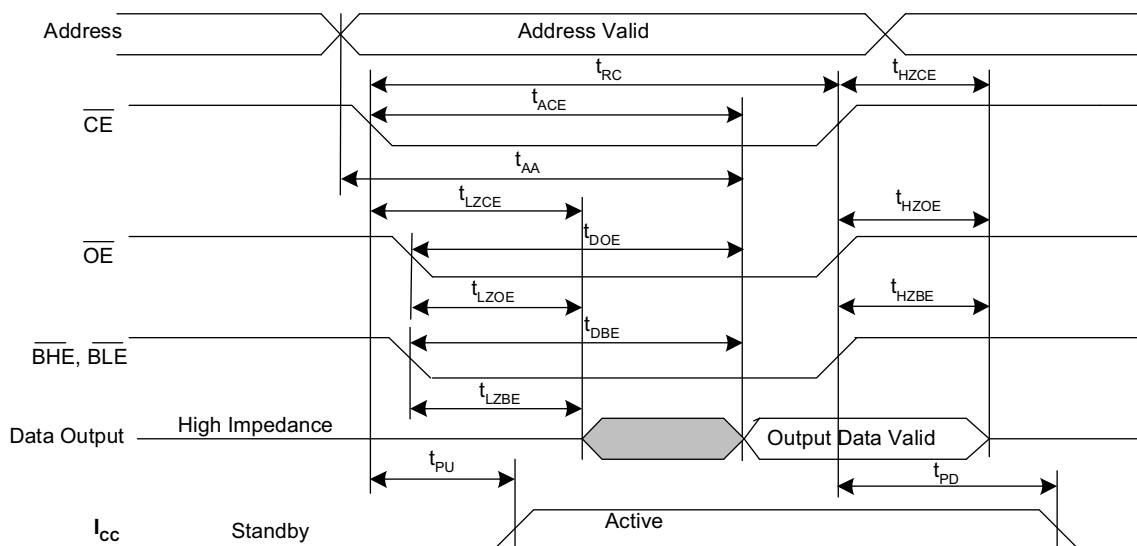 Address
Address Valid
tRC
tHZCE
tACE
CE
tAA
tLZCE
tHZOE
tDOE
OE
tLZOE
tHZBE
tDBE
BHE, BLE
tLZBE
Data Output
High Impedance
Output Data Valid
tPU
tPD
ICC
Standby
Active